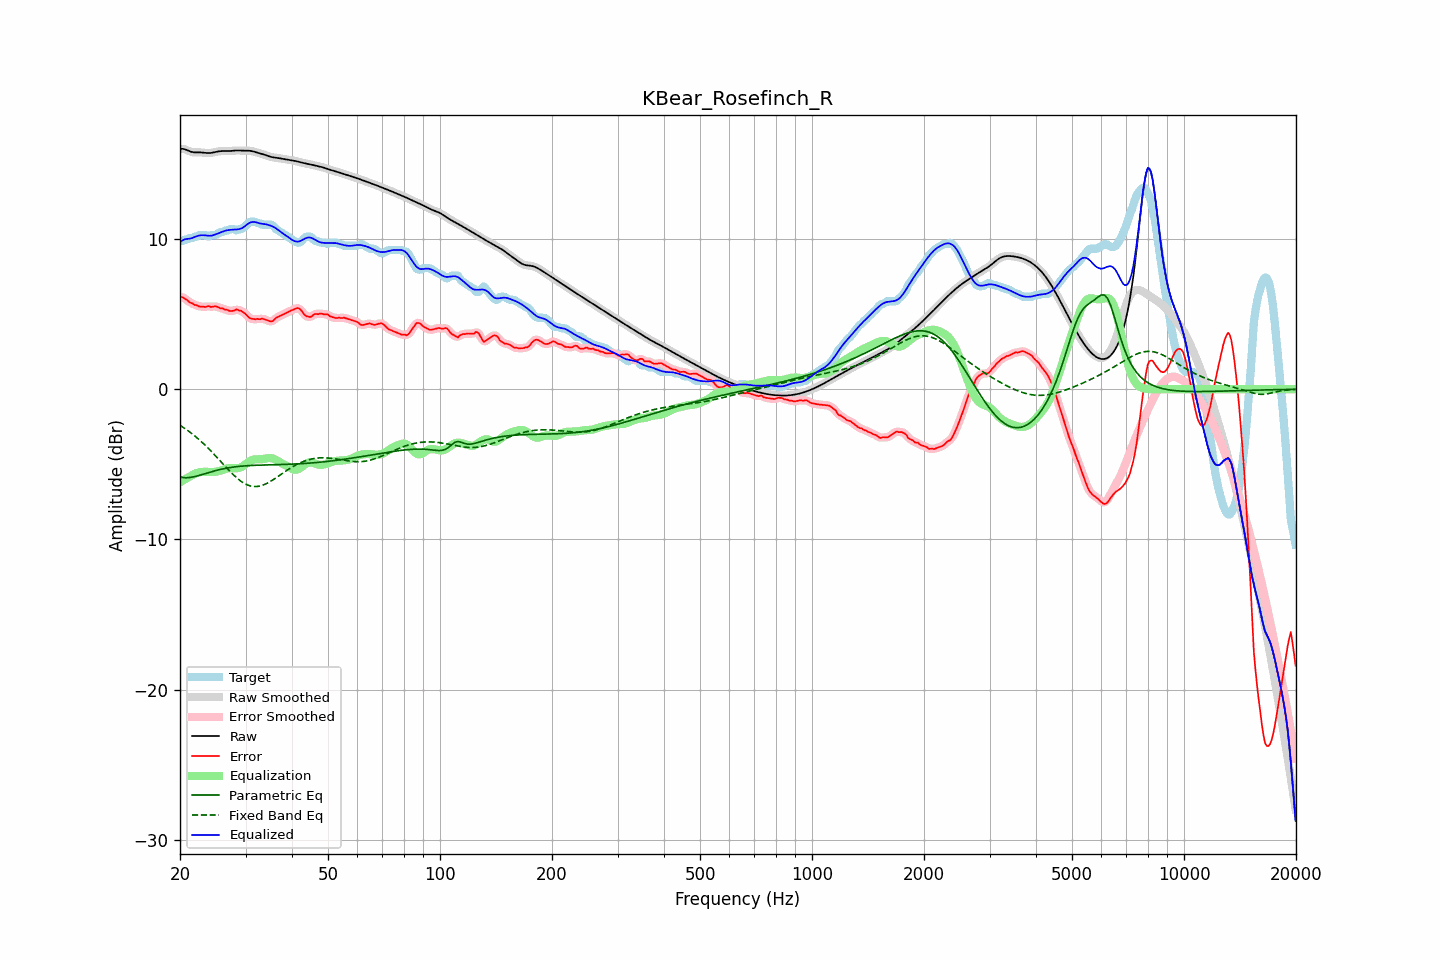 KBear_Rosefinch_R
Amplitude (dBr)
10
0
−10
−20
−30
Target
Raw Smoothed
Error Smoothed
Raw
Error
Equalization
Parametric Eq
Fixed Band Eq
Equalized
20 50 100 200 500 1000 2000 5000 10000 20000
Frequency (Hz)